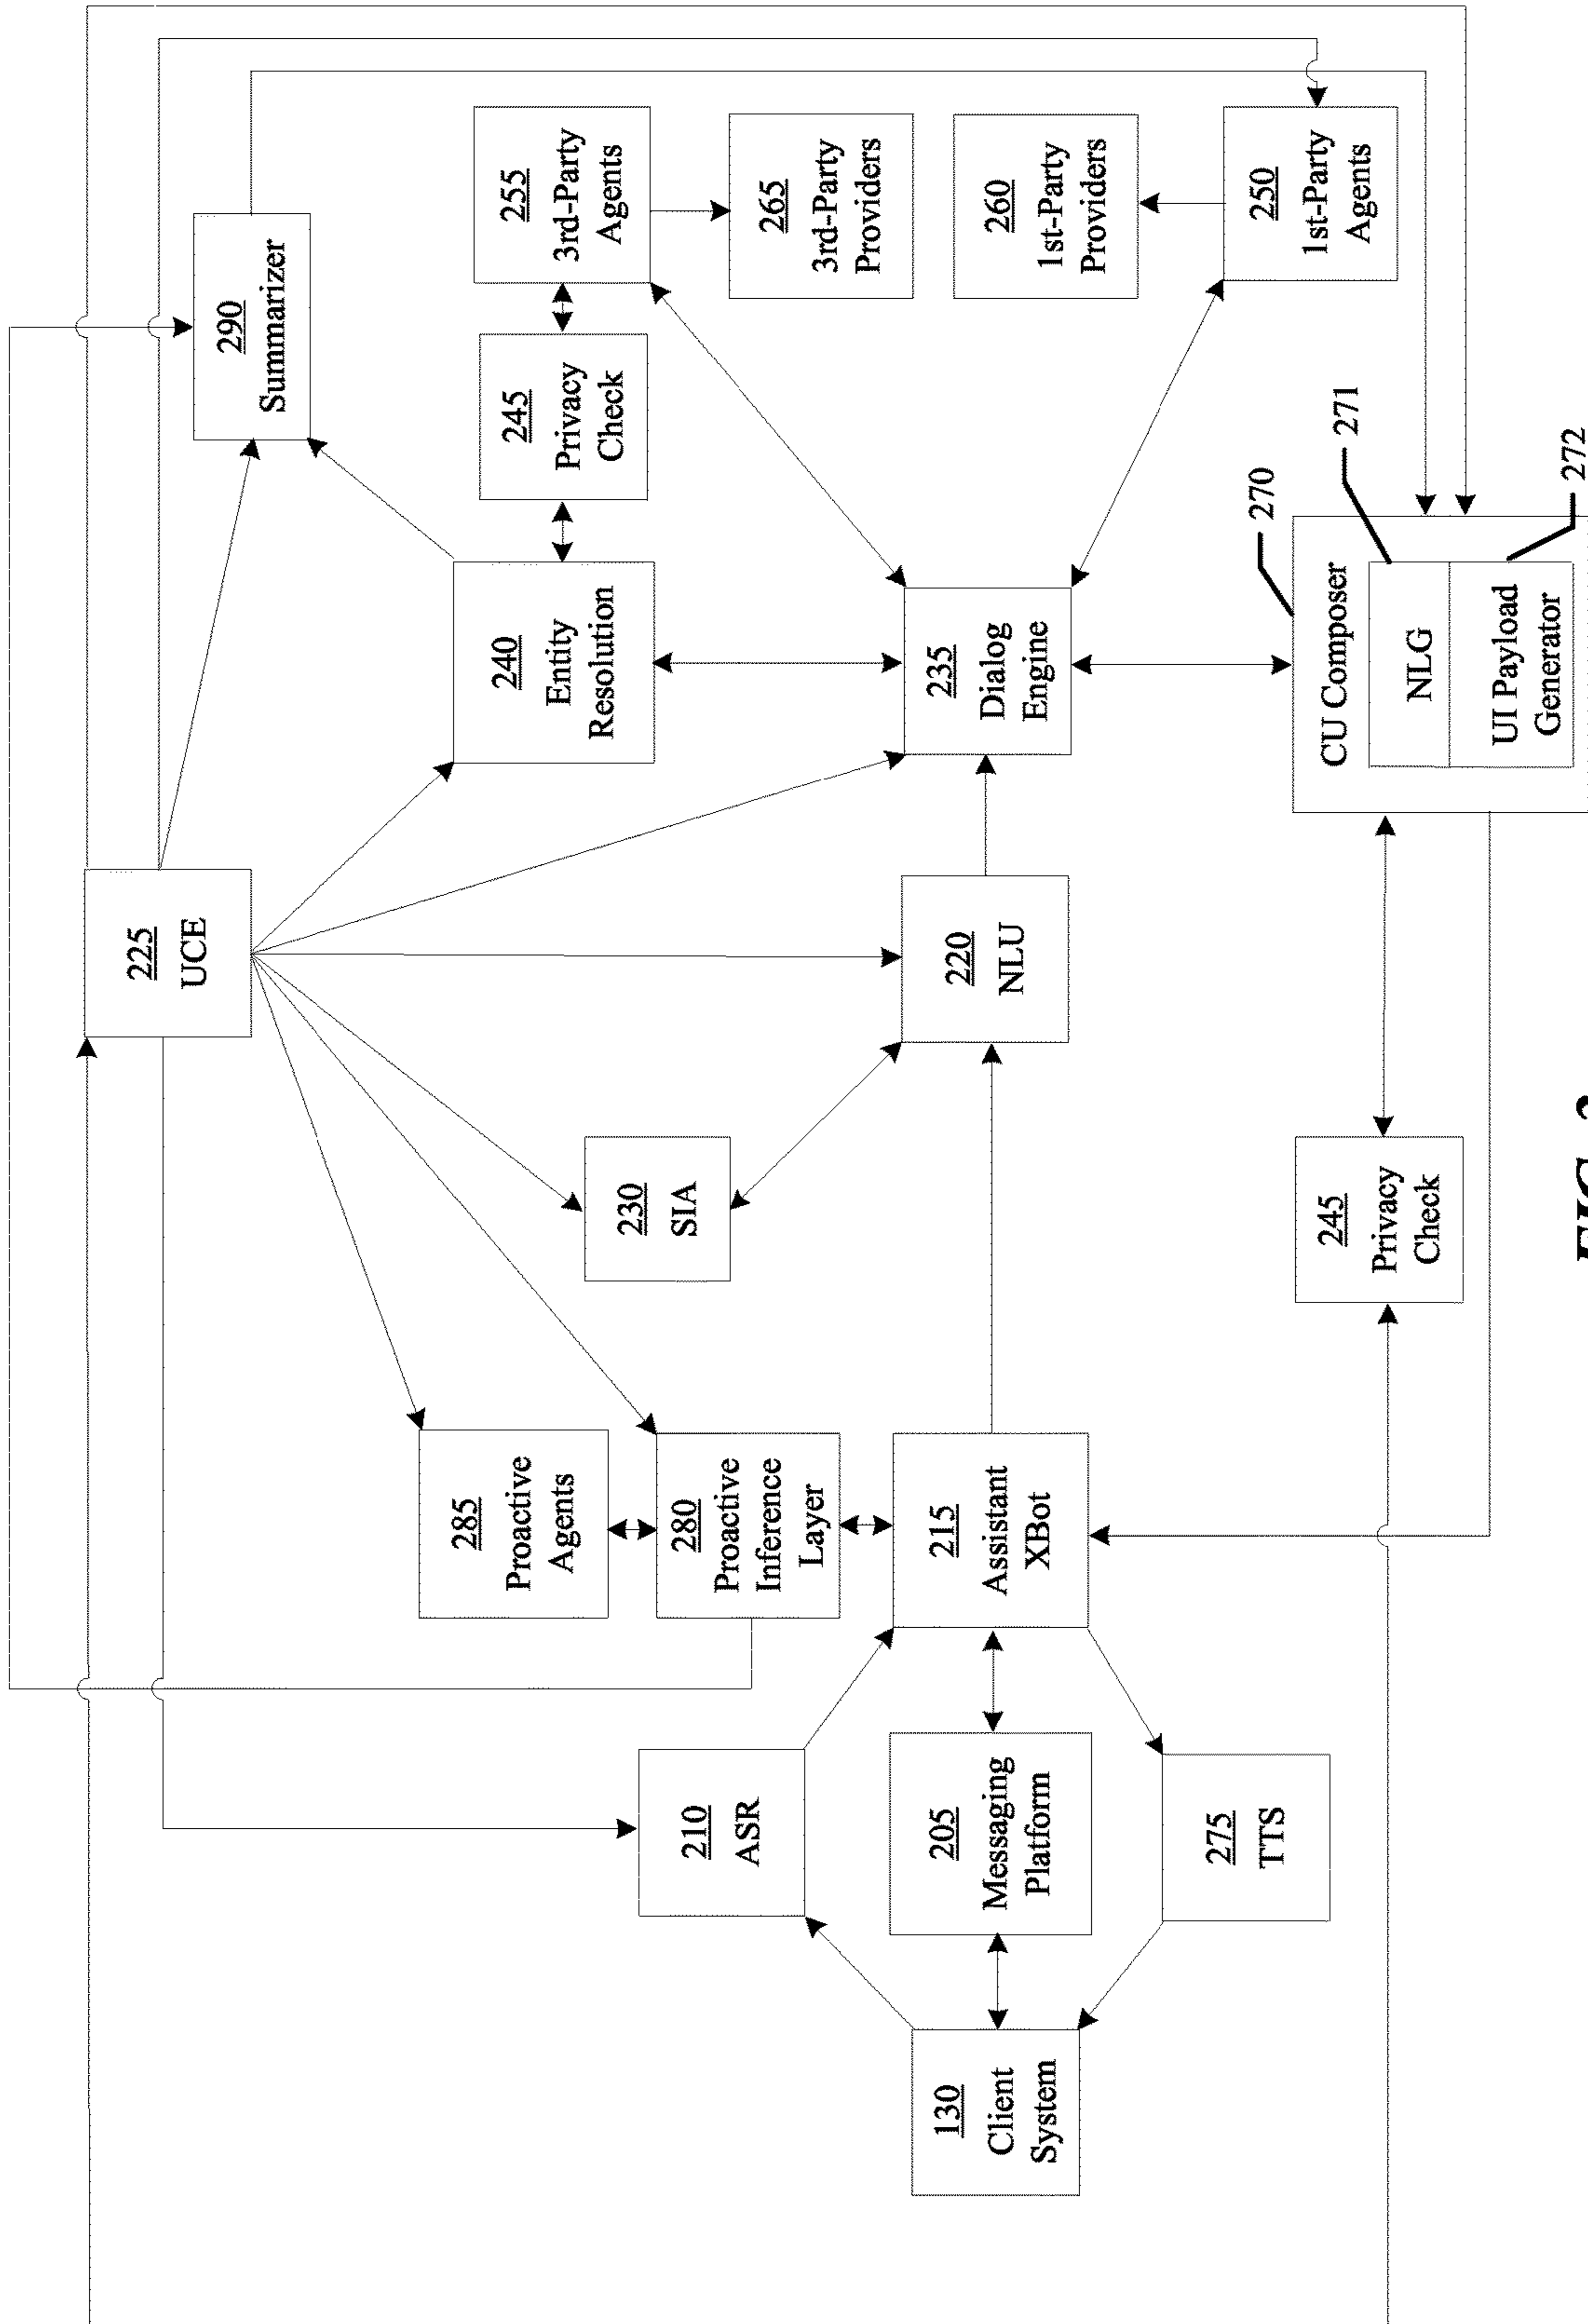 225
UCE
290
Summarizer
285
Proactive
Agents
240
Entity
Resolution
245
Privacy
Check
255
3rd-Party
Agents
210
ASR
280
Proactive
Inference
Layer
230
SIA
265
3rd-Party
Providers
130
Client
System
205
Messaging
Platform
215
Assistant
XBot
220
NLU
235
Dialog
Engine
260
1st-Party
Providers
275
TTS
245
Privacy
Check
250
1st-Party
Agents
270
CU Composer
271
NLG
UI Payload
Generator
272
FIG. 2